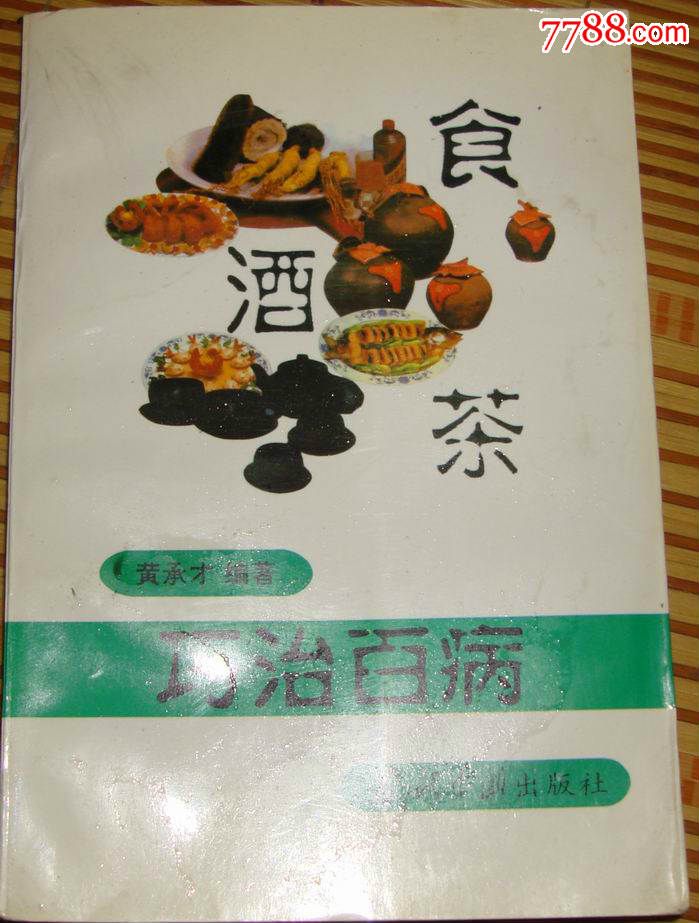 7788.com
食
酒
茶
黄承才 编著
巧治百病
出版社